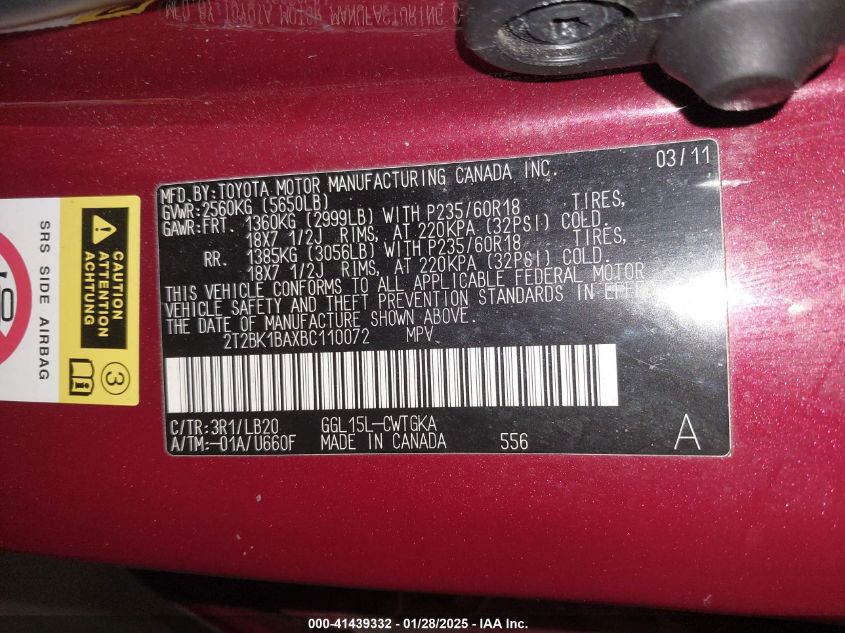 MFD. BY: TOYOTA MOTOR MANUFACTURING CANADA INC. 03/11
GVWR: 2560KG (5650LB)
GAWR: FRT. 1360KG (2999LB) WITH P235/60R18 TIRES,
18X7 1/2J RIMS, AT 220KPA (32PSI) COLD.
RR. 1385KG (3056LB) WITH P235/60R18 TIRES,
18X7 1/2J RIMS, AT 220KPA (32PSI) COLD.
THIS VEHICLE CONFORMS TO ALL APPLICABLE FEDERAL MOTOR
VEHICLE SAFETY AND THEFT PREVENTION STANDARDS IN EFFECT
THE DATE OF MANUFACTURE SHOWN ABOVE.
2T2BK1BAXBC110072 MPV
C/TR: 3R1/LB20 GGL15L-CWTGKA
A/TM: -01A/U660F MADE IN CANADA 556 A
CAUTION
ATTENTION
ACHTUNG
SRS SIDE AIRBAG
3
000-41439332 / 01/28/2025 - IAA Inc.